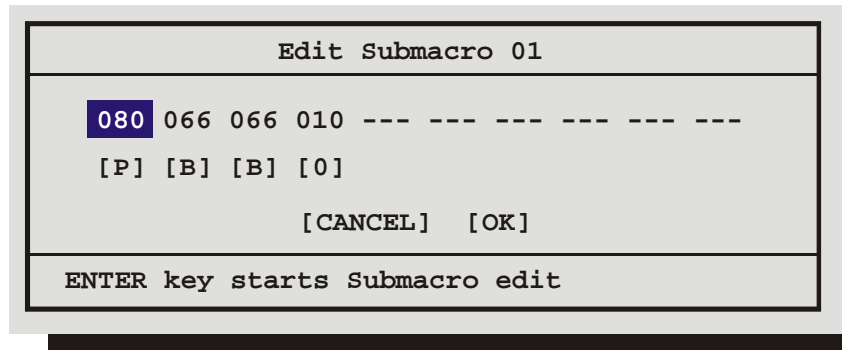 Edit Submacro 01
080 066 066 010 --- --- --- --- --- ---
[P] [B] [B] [0]
[CANCEL] [OK]
ENTER key starts Submacro edit